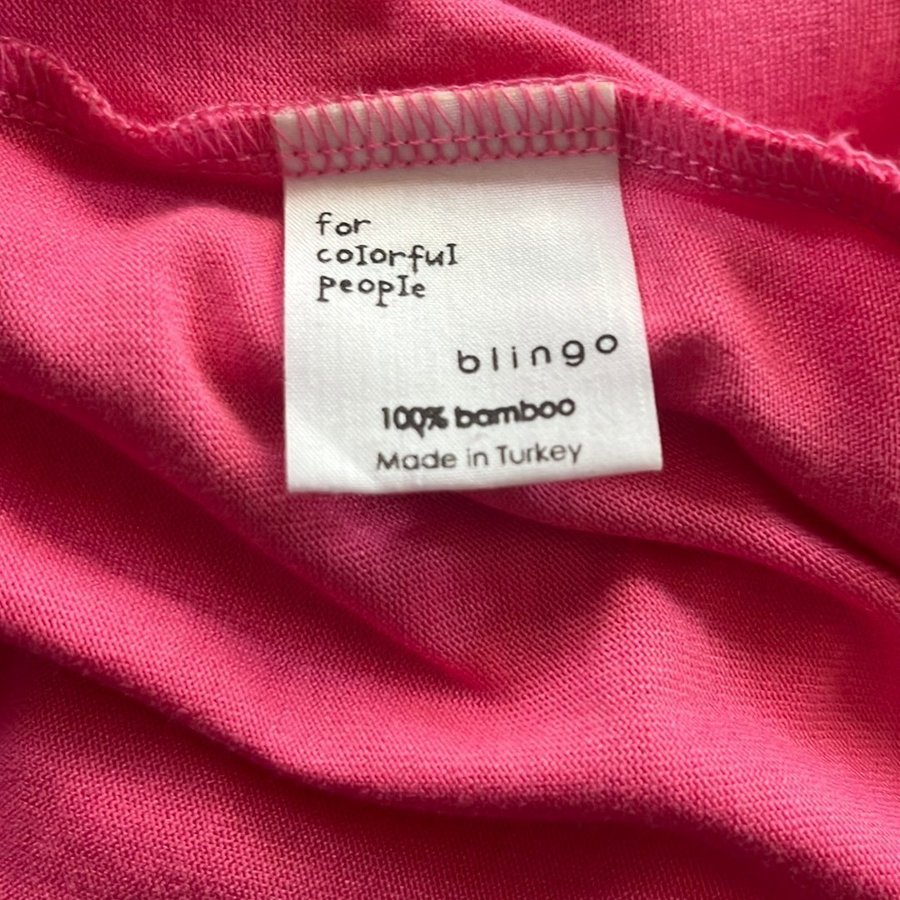 for
colorful
people
blingo
100% bamboo
Made in Turkey